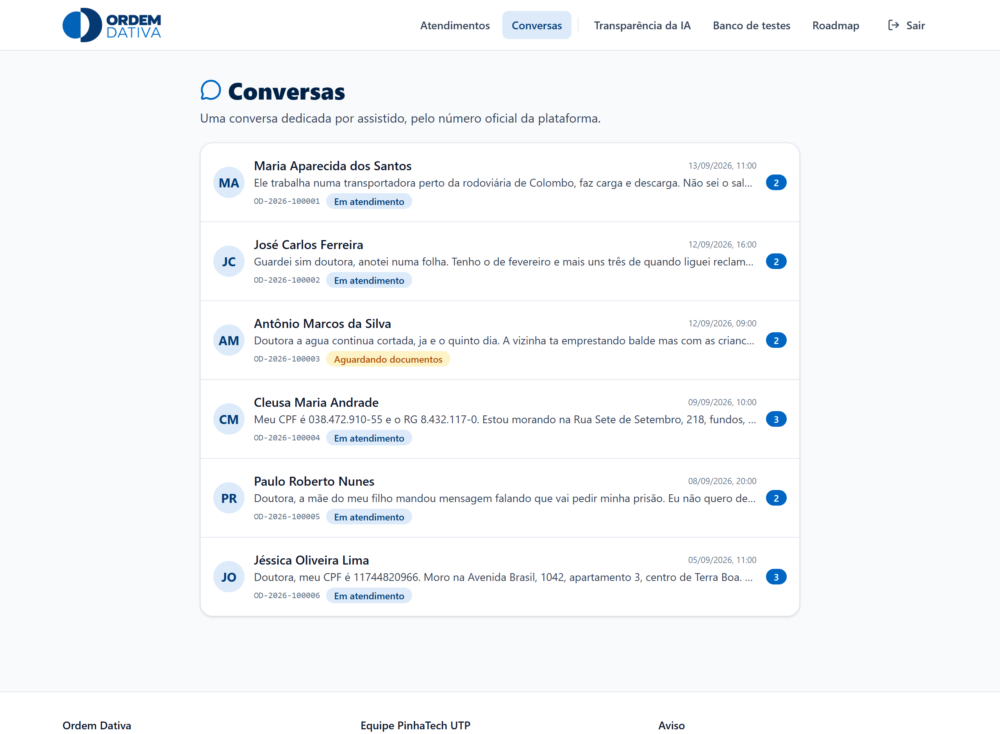 ORDEM
DATIVA
Atendimentos
Conversas
Transparência da IA
Banco de testes
Roadmap
Sair
Conversas
Uma conversa dedicada por assistido, pelo número oficial da plataforma.
MA
Maria Aparecida dos Santos
13/09/2026, 11:00
Ele trabalha numa transportadora perto da rodoviária de Colombo, faz carga e descarga. Não sei o sal...
2
OD-2026-100001
Em atendimento
JC
José Carlos Ferreira
12/09/2026, 16:00
Guardei sim doutora, anotei numa folha. Tenho o de fevereiro e mais uns três de quando liguei reclam...
2
OD-2026-100002
Em atendimento
AM
Antônio Marcos da Silva
12/09/2026, 09:00
Doutora a agua continua cortada, ja e o quinto dia. A vizinha ta emprestando balde mas com as crianc...
2
OD-2026-100003
Aguardando documentos
CM
Cleusa Maria Andrade
09/09/2026, 10:00
Meu CPF é 038.472.910-55 e o RG 8.432.117-0. Estou morando na Rua Sete de Setembro, 218, fundos, ...
3
OD-2026-100004
Em atendimento
PR
Paulo Roberto Nunes
08/09/2026, 20:00
Doutora, a mãe do meu filho mandou mensagem falando que vai pedir minha prisão. Eu não quero de...
2
OD-2026-100005
Em atendimento
JO
Jéssica Oliveira Lima
05/09/2026, 11:00
Doutora, meu CPF é 11744820966. Moro na Avenida Brasil, 1042, apartamento 3, centro de Terra Boa. ...
3
OD-2026-100006
Em atendimento
Ordem Dativa
Equipe PinhaTech UTP
Aviso